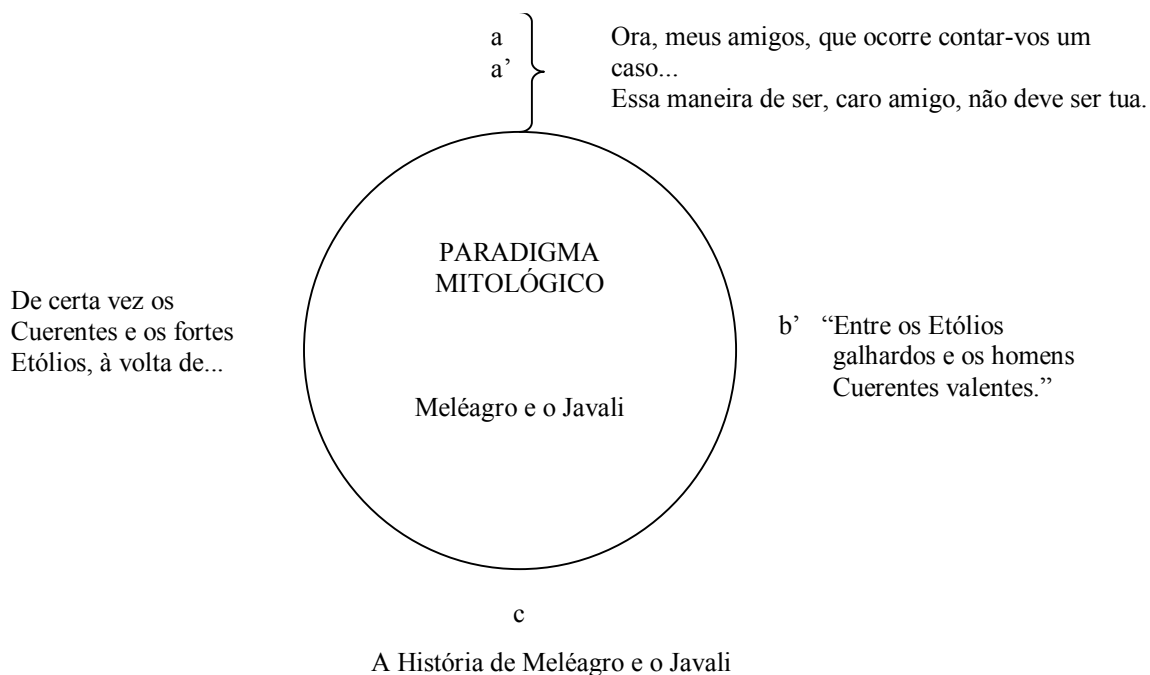 a
a’
Ora, meus amigos, que ocorre contar-vos um
caso...
Essa maneira de ser, caro amigo, não deve ser tua.
PARADIGMA
MITOLÓGICO
Meléagro e o Javali
De certa vez os
Cuerentes e os fortes
Etólios, à volta de...
b’ “Entre os Etólios
galhardos e os homens
Cuerentes valentes.”
c
A História de Meléagro e o Javali